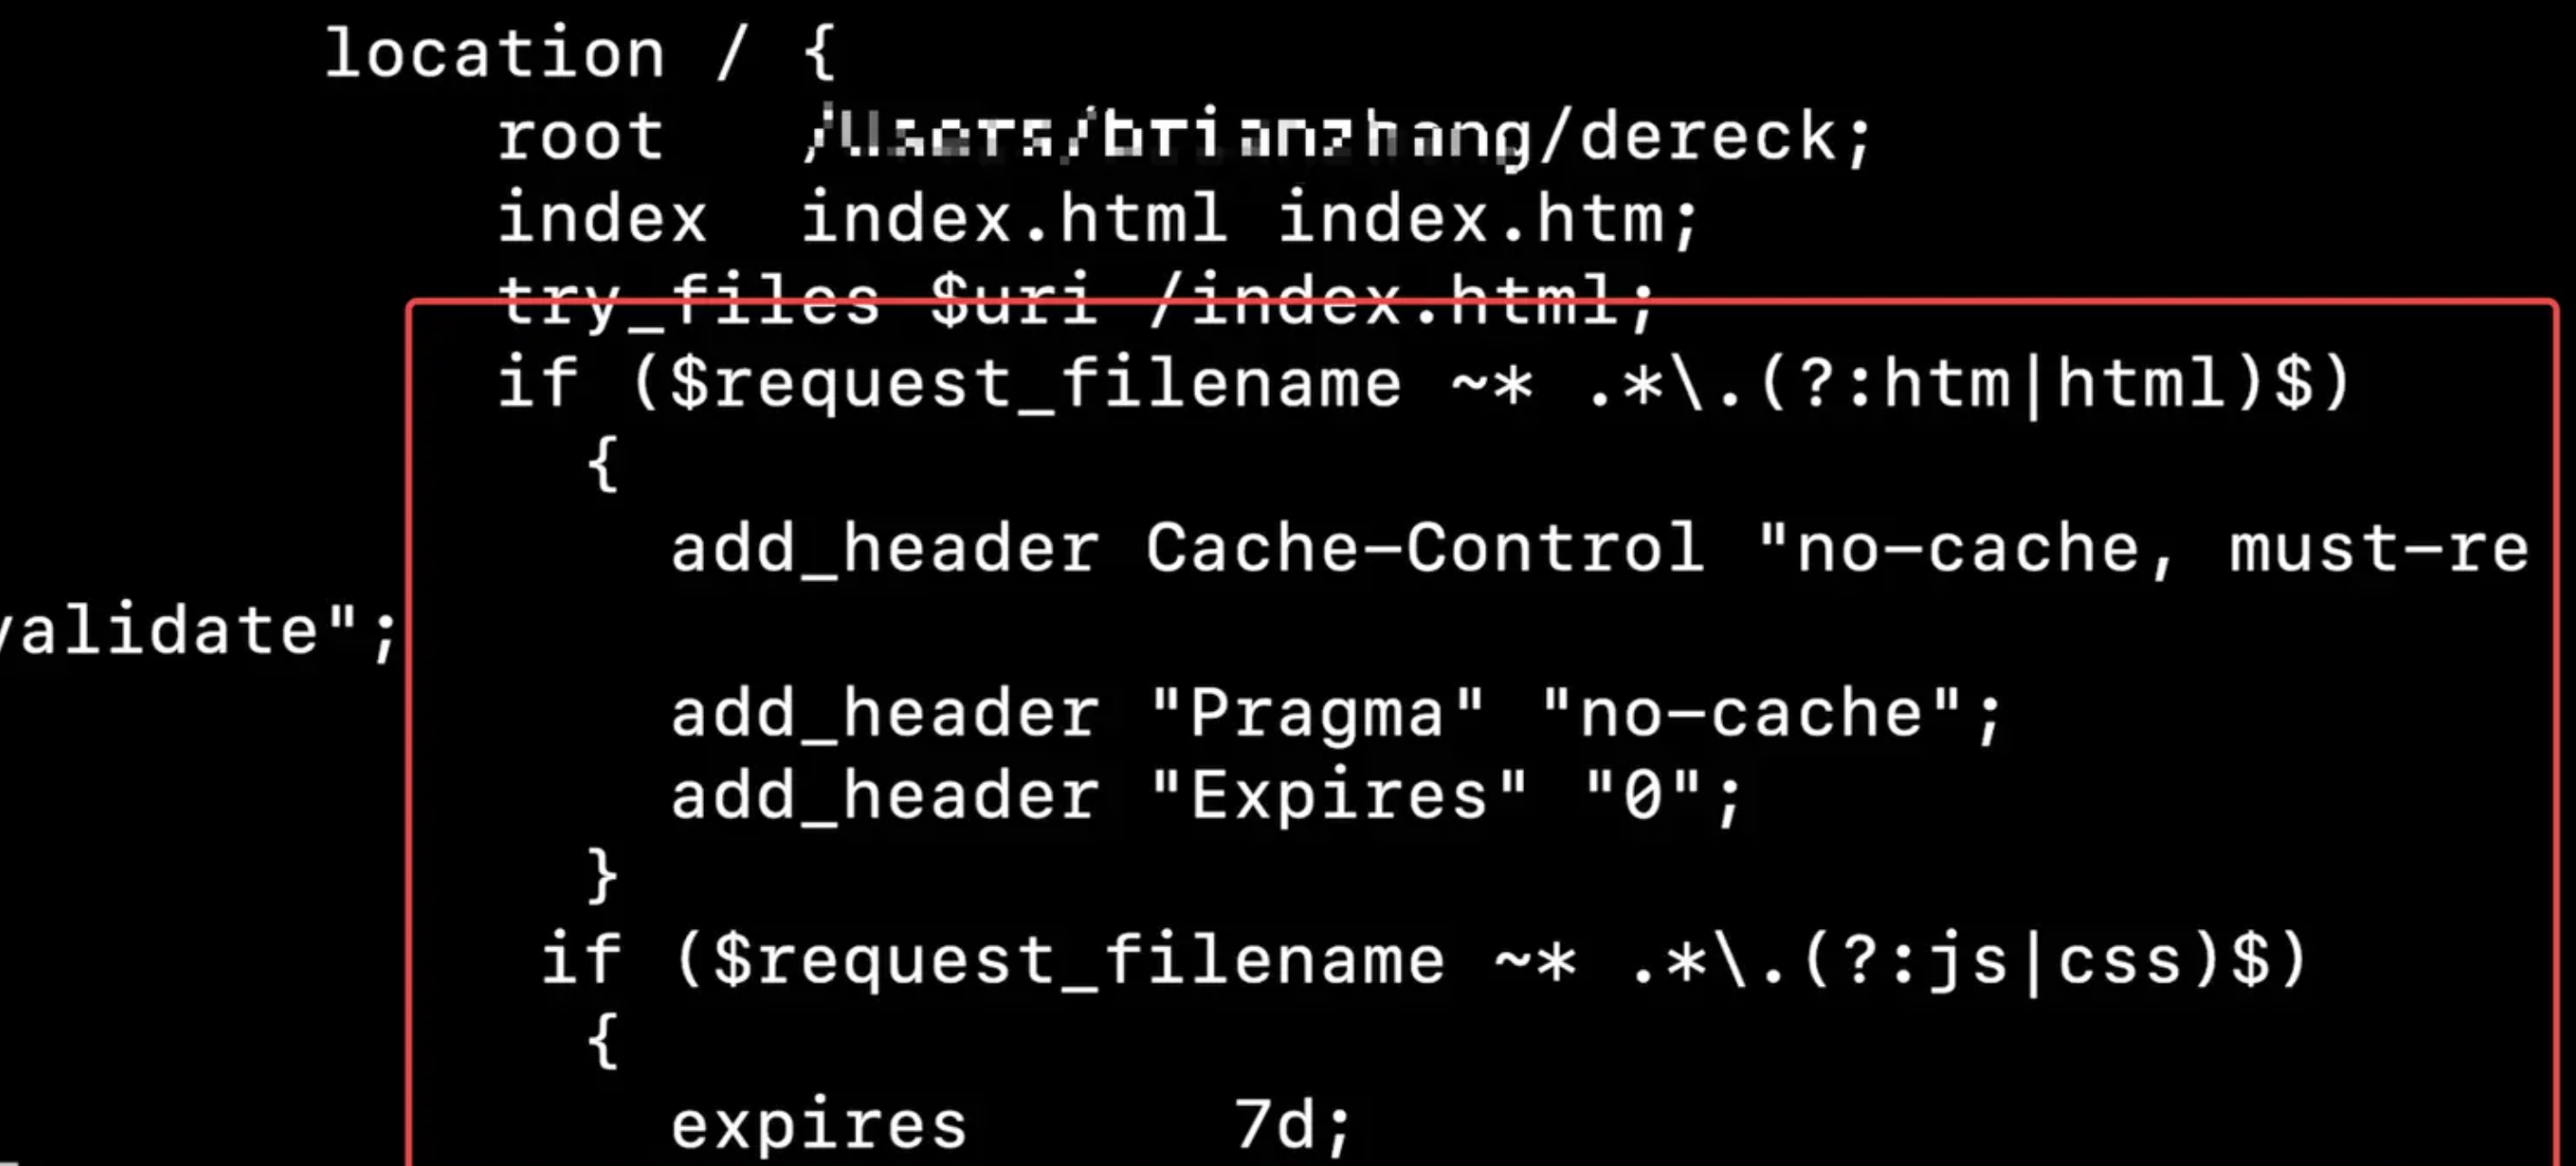 location / {
root /Users/brianzhang/dereck;
index index.html index.htm;
try_files $uri /index.html;
if ($request_filename ~* .*\.(?:htm|html)$)
{
add_header Cache-Control "no-cache, must-re
validate";
add_header "Pragma" "no-cache";
add_header "Expires" "0";
}
if ($request_filename ~* .*\.(?:js|css)$)
{
expires 7d;